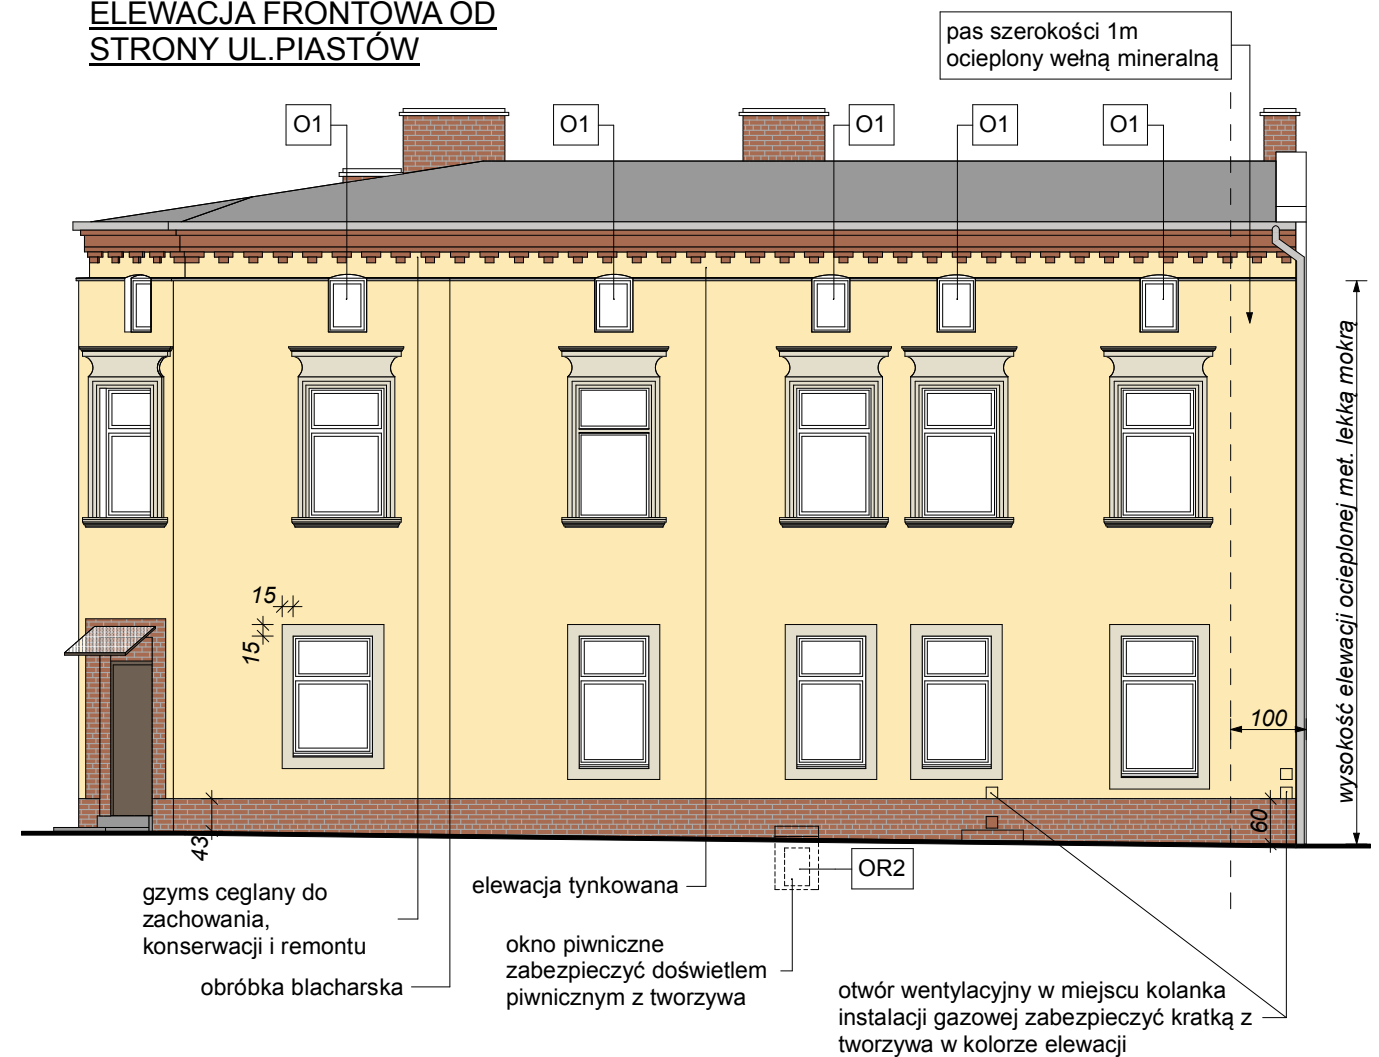 ELEWACJA FRONTOWA OD
STRONY UL.PIASTÓW
pas szerokości 1m
ocieplony wełną mineralną
O1
O1
O1
O1
O1
wysokość elewacji ocieplonej met. lekką mokrą
15
15
100
43
60
OR2
gzyms ceglany do
zachowania,
konserwacji i remontu
elewacja tynkowana
obróbka blacharska
okno piwniczne
zabezpieczyć doświetlem
piwnicznym z tworzywa
otwór wentylacyjny w miejscu kolanka
instalacji gazowej zabezpieczyć kratką z
tworzywa w kolorze elewacji